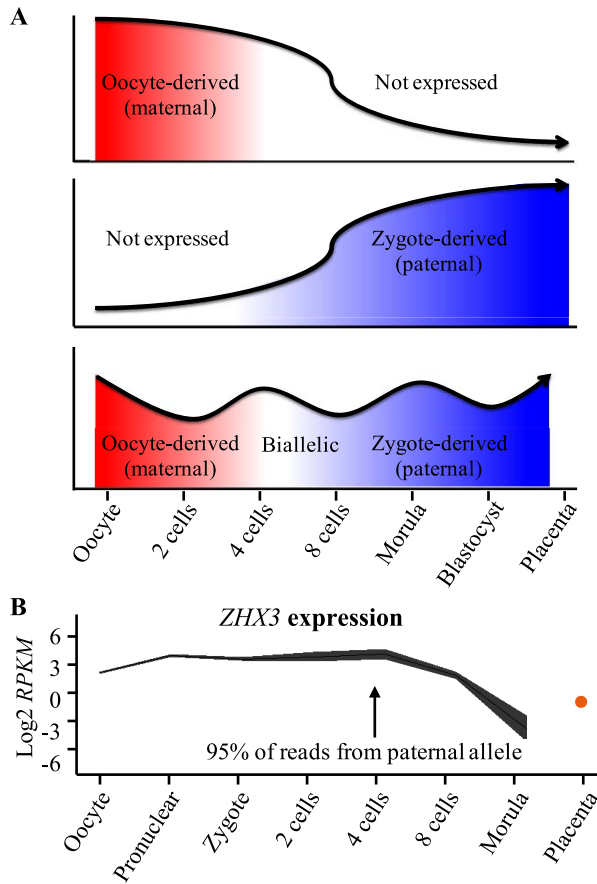 A
Oocyte-derived
(maternal)
Not expressed
Not expressed
Zygote-derived
(paternal)
Oocyte-derived
(maternal)
Biallelic
Zygote-derived
(paternal)
Oocyte
2 cells
4 cells
8 cells
Morula
Blastocyst
Placenta
B
ZHX3 expression
Log2 RPKM
6
3
0
-3
-6
95% of reads from paternal allele
Oocyte
Pronuclear
Zygote
2 cells
4 cells
8 cells
Morula
Placenta